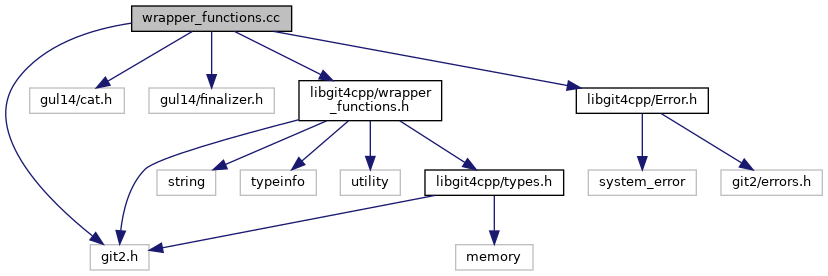 wrapper_functions.cc
gul14/cat.h
gul14/finalizer.h
libgit4cpp/wrapper
_functions.h
libgit4cpp/Error.h
string
typeinfo
utility
libgit4cpp/types.h
system_error
git2/errors.h
git2.h
memory